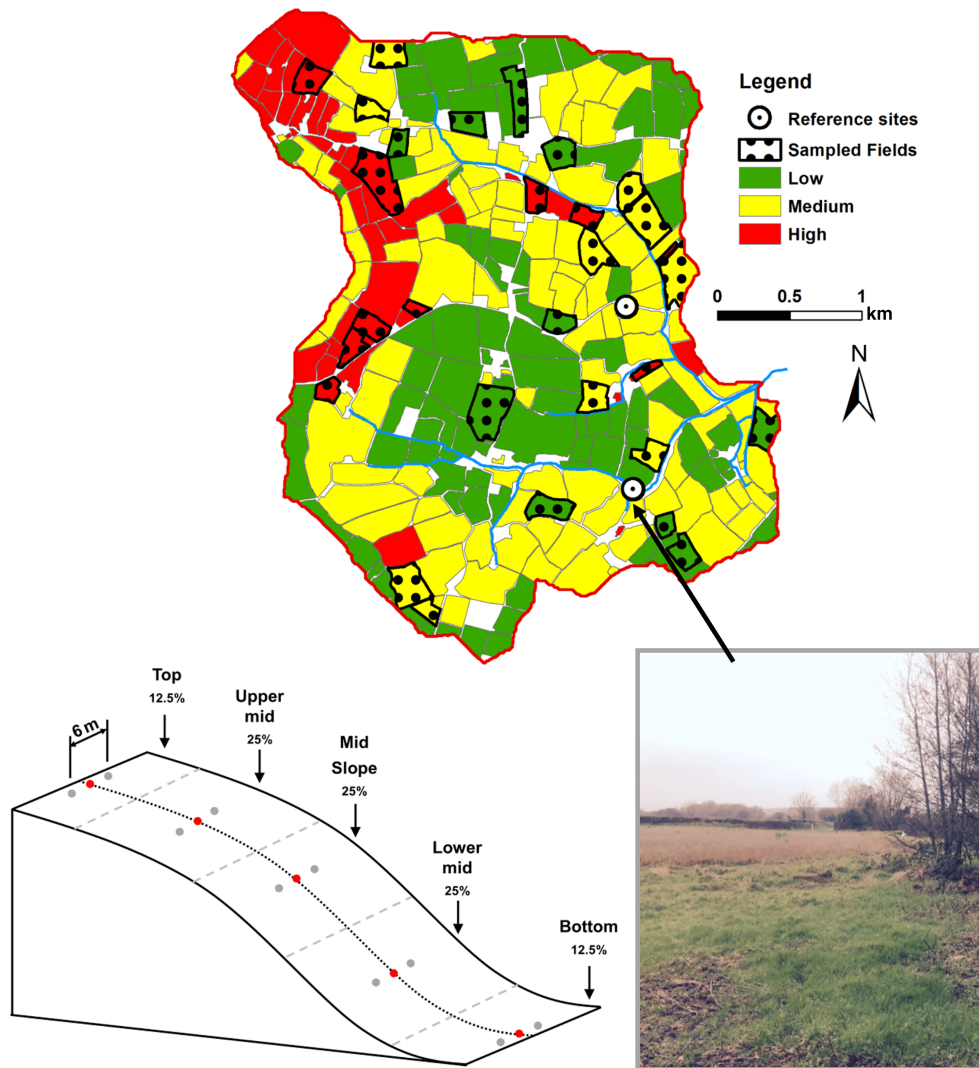 Legend
Reference sites
Sampled Fields
Low
Medium
High
0 0.5 1
km
N
Top
12.5%
6 m
Upper
mid
25%
Mid
Slope
25%
Lower
mid
25%
Bottom
12.5%